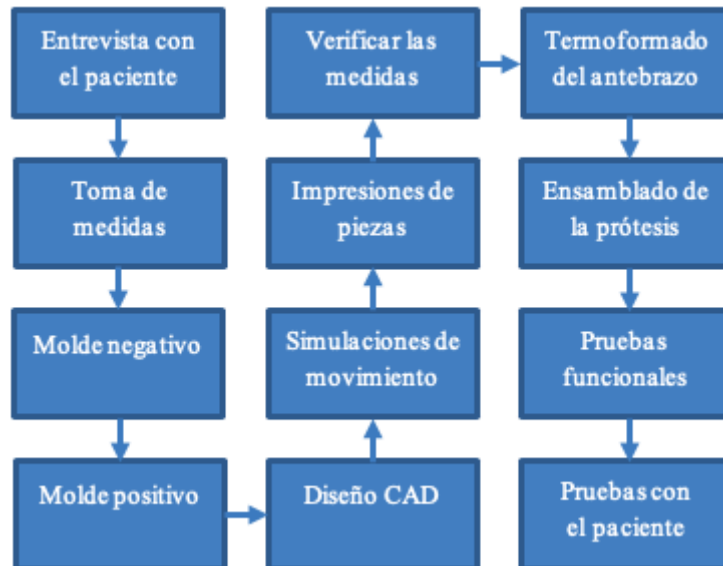 Entrevista con
el paciente
Toma de
medidas
Molde negativo
Molde positivo
Diseño CAD
Simulaciones de
movimiento
Impresiones de
piezas
Verificar las
medidas
Termoformado
del antebrazo
Ensamblado de
la prótesis
Pruebas
funcionales
Pruebas con
el paciente